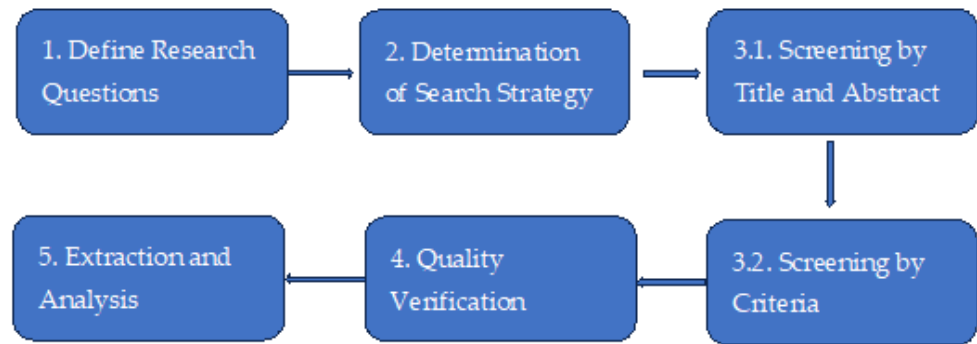 1. Define Research
Questions
2. Determination
of Search Strategy
3.1. Screening by
Title and Abstract
3.2. Screening by
Criteria
4. Quality
Verification
5. Extraction and
Analysis